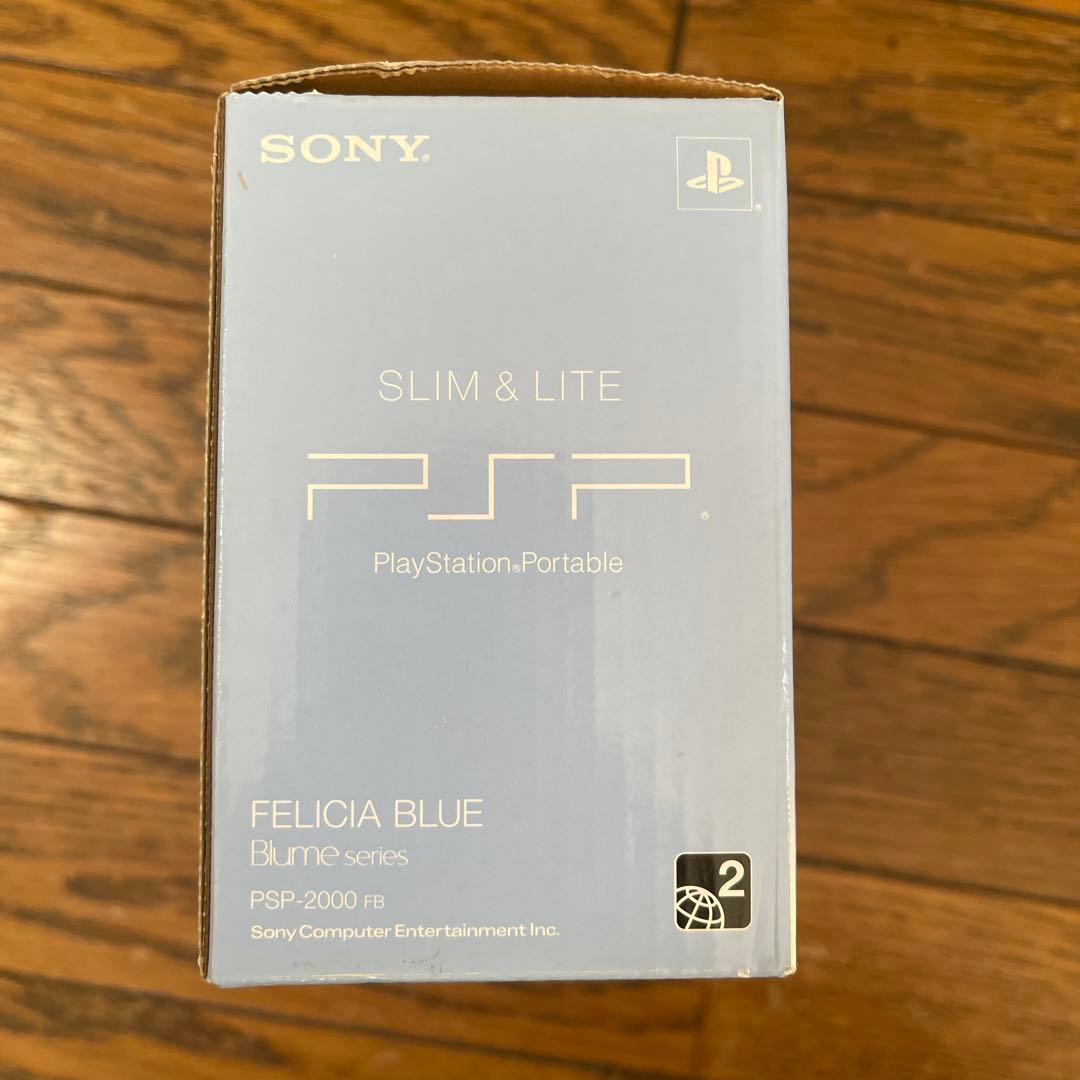 SONY®
SLIM & LITE
PSP®
PlayStation®Portable
FELICIA BLUE
Blume series
PSP-2000 FB
2
Sony Computer Entertainment Inc.